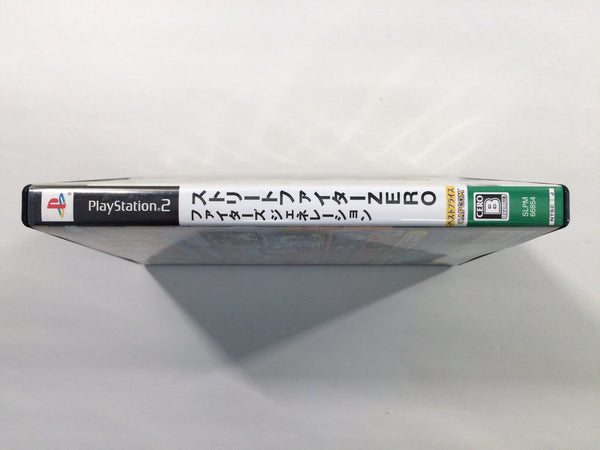 PlayStation.2
ストリートファイターZERO
ファイターズ ジェネレーション
ベストプライス
CERO
B
SLPM
66854
NTSC J